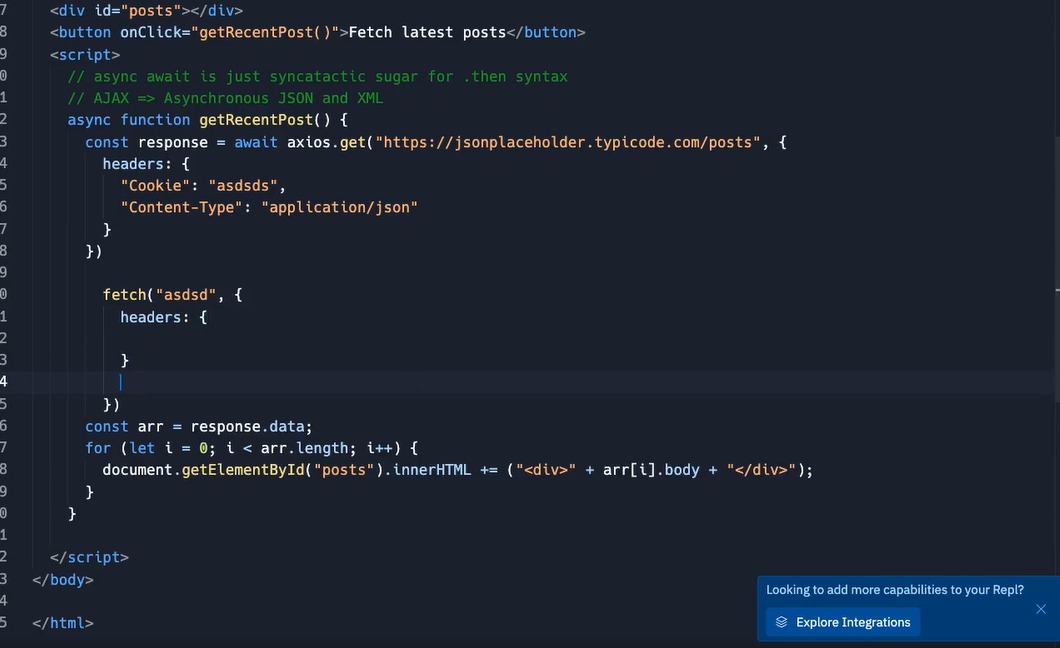 7 <div id="posts"></div>
8 <button onClick="getRecentPost()">Fetch latest posts</button>
9 <script>
0 // async await is just syncatactic sugar for .then syntax
1 // AJAX => Asynchronous JSON and XML
2 async function getRecentPost() {
3 const response = await axios.get("https://jsonplaceholder.typicode.com/posts", {
4 headers: {
5 "Cookie": "asdsds",
6 "Content-Type": "application/json"
7 }
8 })
9
0 fetch("asdsd", {
1 headers: {
2
3 }
4
5 })
6 const arr = response.data;
7 for (let i = 0; i < arr.length; i++) {
8 document.getElementById("posts").innerHTML += ("<div>" + arr[i].body + "</div>");
9 }
0 }
1
2 </script>
3 </body>
4
5 </html>
Looking to add more capabilities to your Repl?
Explore Integrations